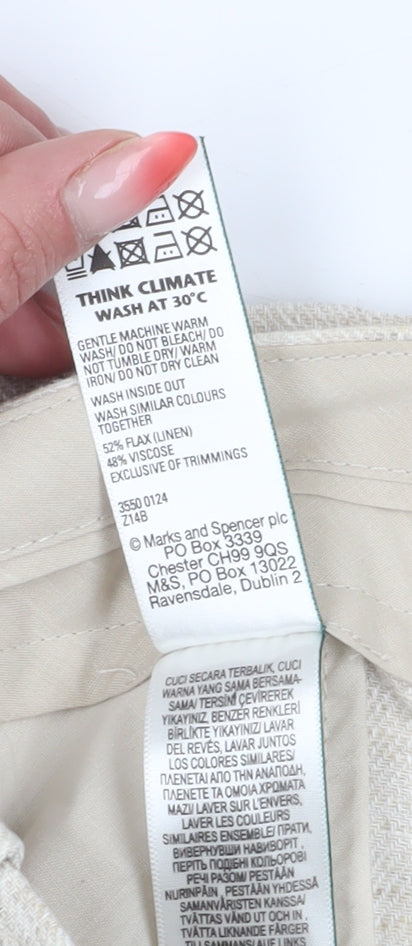 THINK CLIMATE
WASH AT 30°C
GENTLE MACHINE WARM
WASH/ DO NOT BLEACH/ DO
NOT TUMBLE DRY/ WARM
IRON/ DO NOT DRY CLEAN
WASH INSIDE OUT
WASH SIMILAR COLOURS
TOGETHER
52% FLAX (LINEN)
48% VISCOSE
EXCLUSIVE OF TRIMMINGS
3550 0124
Z14B
© Marks and Spencer plc
PO Box 3339
Chester CH99 9QS
M&S, PO Box 13022
Ravensdale, Dublin 2
CUCI SECARA TERBALIK, CUCI
WARNA YANG SAMA BERSAMA-
SAMA/ TERSİNİ ÇEVİREREK
YIKAYINIZ, BENZER RENKLERİ
BİRLİKTE YIKAYINIZ/ LAVAR
DEL REVÉS, LAVAR JUNTOS
LOS COLORES SIMILARES/
ΠΛΕΝΕΤΑΙ ΑΠΟ ΤΗΝ ΑΝΑΠΟΔΗ,
ΠΛΕΝΕΤΕ ΤΑ ΟΜΟΙΑ ΧΡΩΜΑΤΑ
ΜΑΖΙ/ LAVER SUR L'ENVERS,
LAVER LES COULEURS
SIMILAIRES ENSEMBLE/ ПРАТИ,
ВИВЕРНУВШИ НАВИВОРІТ,
ПЕРІТЬ ПОДІБНІ КОЛЬОРОВІ
РЕЧІ РАЗОМ/ PESTÄÄN
NURINPÄIN, PESTÄÄN YHDESSÄ
SAMANVÄRISTEN KANSSA/
TVÄTTAS VÄND UT OCH IN,
TVÄTTA LIKNANDE FÄRGER
TILLSAMMANS/ AUF LINKS